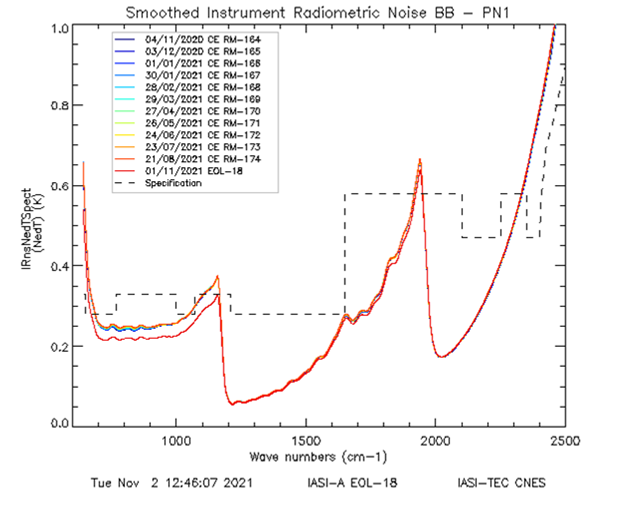 Smoothed Instrument Radiometric Noise BB - PN1
1.0
0.8
0.6
0.4
0.2
0.0
IRnsNedTSpect
(NedT) (K)
04/11/2020 CE RM-164
03/12/2020 CE RM-165
01/01/2021 CE RM-166
30/01/2021 CE RM-167
28/02/2021 CE RM-168
29/03/2021 CE RM-169
27/04/2021 CE RM-170
26/05/2021 CE RM-171
24/06/2021 CE RM-172
23/07/2021 CE RM-173
21/08/2021 CE RM-174
01/11/2021 EOL-18
Specification
1000 1500 2000 2500
Wave numbers (cm-1)
Tue Nov 2 12:46:07 2021 IASI-A EOL-18 IASI-TEC CNES